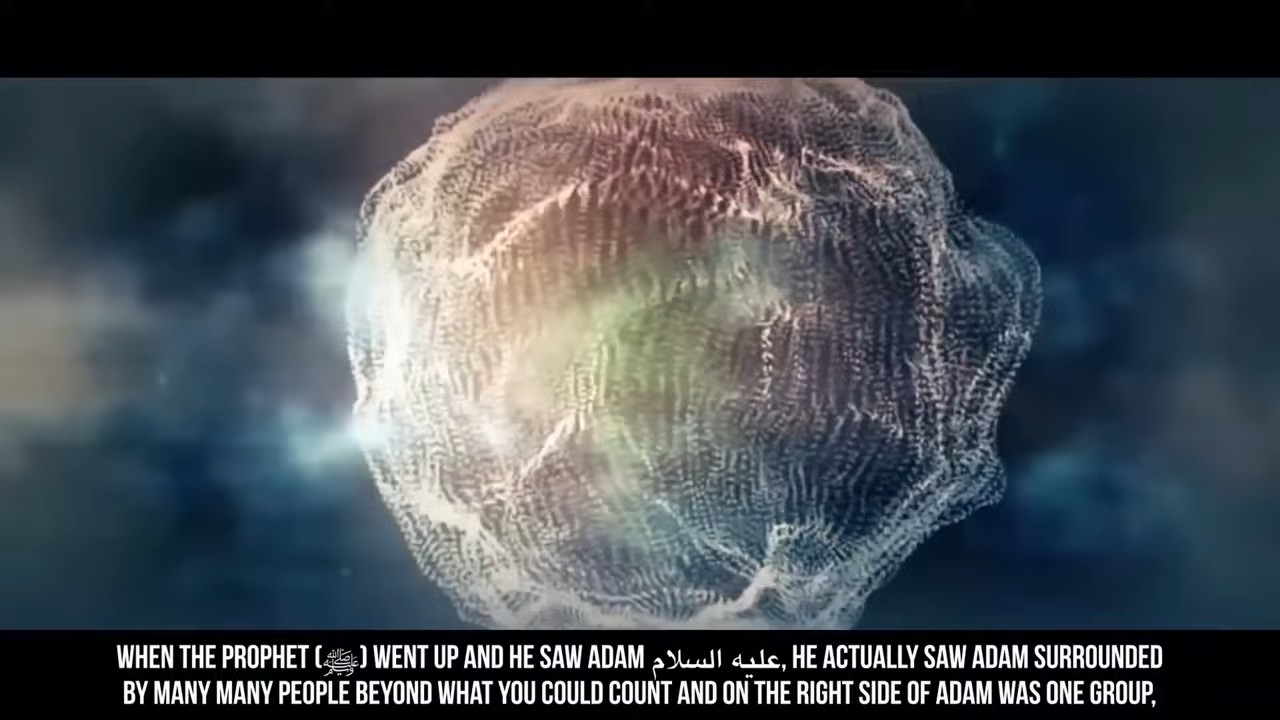 WHEN THE PROPHET (ﷺ) WENT UP AND HE SAW ADAM عليه السلام, HE ACTUALLY SAW ADAM SURROUNDED
BY MANY MANY PEOPLE BEYOND WHAT YOU COULD COUNT AND ON THE RIGHT SIDE OF ADAM WAS ONE GROUP,